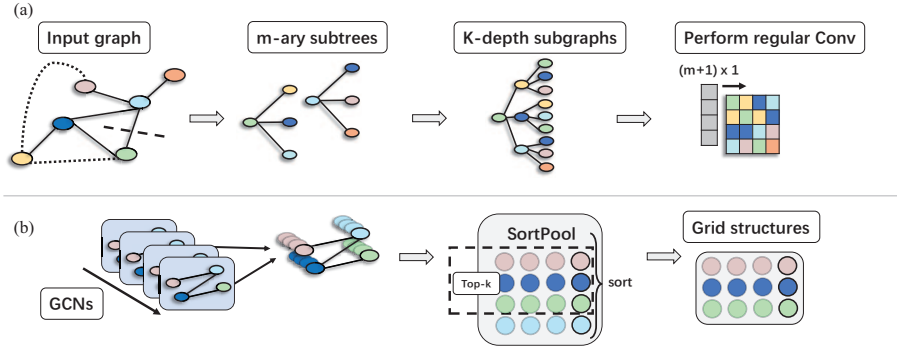 (a)
Input graph
m-ary subtrees
K-depth subgraphs
Perform regular Conv
(m+1) x 1
(b)
GCNs
SortPool
Top-k
sort
Grid structures